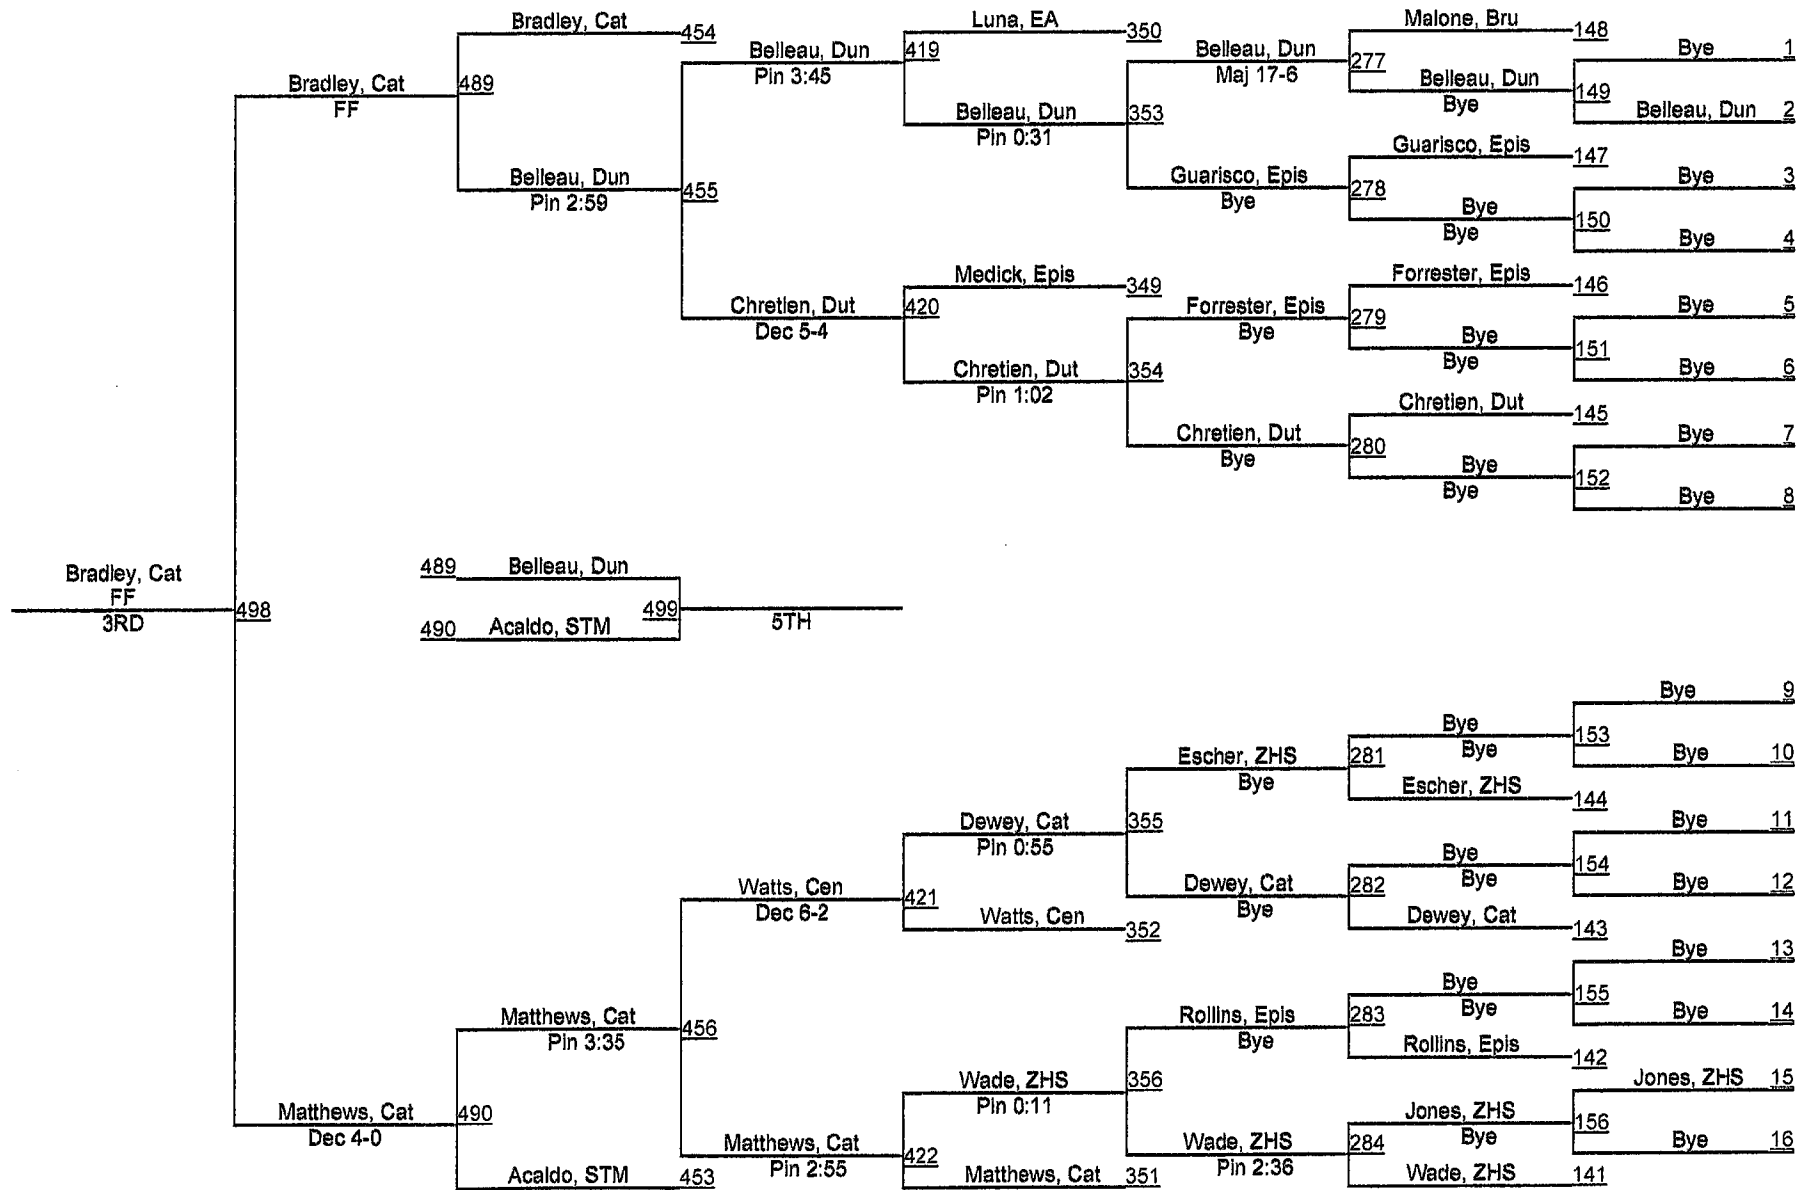 Bradley, Cat 454
Luna, EA 350
Malone, Bru 148
Bye 1
Belleau, Dun 419
Pin 3:45
Belleau, Dun 277
Maj 17-6
Bradley, Cat 489
FF
Belleau, Dun 149
Bye
Belleau, Dun 2
Belleau, Dun 353
Pin 0:31
Guarisco, Epis 147
Bye 3
Belleau, Dun 455
Pin 2:59
Guarisco, Epis 278
Bye
Bye 150
Bye
Bye 4
Medick, Epis 349
Forrester, Epis 146
Chretien, Dut 420
Dec 5-4
Forrester, Epis 279
Bye
Bye 5
Bye 151
Bye
Bye 6
Chretien, Dut 354
Pin 1:02
Chretien, Dut 145
Chretien, Dut 280
Bye
Bye 7
Bye 152
Bye
Bye 8
Bradley, Cat
FF
3RD
498
489 Belleau, Dun
499
5TH
490 Acaldo, STM
Bye 9
Bye 153
Bye
Escher, ZHS 281
Bye
Bye 10
Escher, ZHS 144
Dewey, Cat 355
Pin 0:55
Bye 11
Bye 154
Bye
Watts, Cen 421
Dec 6-2
Dewey, Cat 282
Bye
Bye 12
Watts, Cen 352
Dewey, Cat 143
Bye 13
Bye 155
Bye
Matthews, Cat 456
Pin 3:35
Rollins, Epis 283
Bye
Bye 14
Rollins, Epis 142
Wade, ZHS 356
Pin 0:11
Jones, ZHS 15
Matthews, Cat 490
Dec 4-0
Jones, ZHS 156
Bye
Matthews, Cat 422
Pin 2:55
Wade, ZHS 284
Pin 2:36
Bye 16
Acaldo, STM 453
Matthews, Cat 351
Wade, ZHS 141